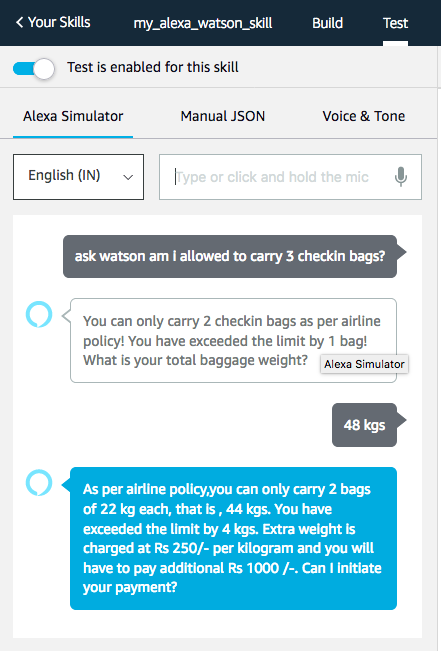 < Your Skills my_alexa_watson_skill Build Test
Test is enabled for this skill
Alexa Simulator Manual JSON Voice & Tone
English (IN) Type or click and hold the mic
ask watson am i allowed to carry 3 checkin bags?
You can only carry 2 checkin bags as per airline
policy! You have exceeded the limit by 1 bag!
What is your total baggage weight?
Alexa Simulator
48 kgs
As per airline policy,you can only carry 2 bags
of 22 kg each, that is , 44 kgs. You have
exceeded the limit by 4 kgs. Extra weight is
charged at Rs 250/- per kilogram and you will
have to pay additional Rs 1000 /-. Can I initiate
your payment?